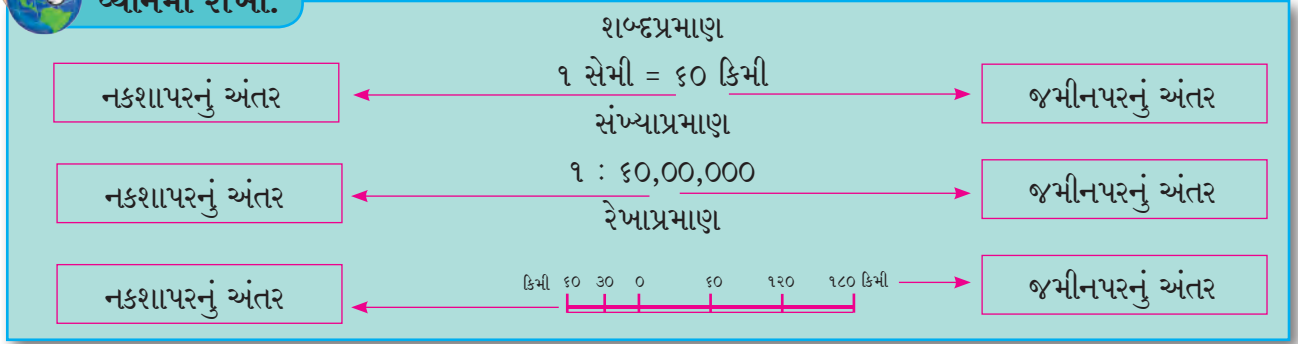 ધ્યાનમાં રાખો.
શબ્દપ્રમાણ
નકશાપરનું અંતર ૧ સેમી = ૬૦ કિમી જમીનપરનું અંતર
સંખ્યાપ્રમાણ
નકશાપરનું અંતર ૧ : ૬૦,૦૦,૦૦૦ જમીનપરનું અંતર
રેખાપ્રમાણ
નકશાપરનું અંતર કિમી ૬૦ ૩૦ ૦ ૬૦ ૧૨૦ ૧૮૦ કિમી જમીનપરનું અંતર